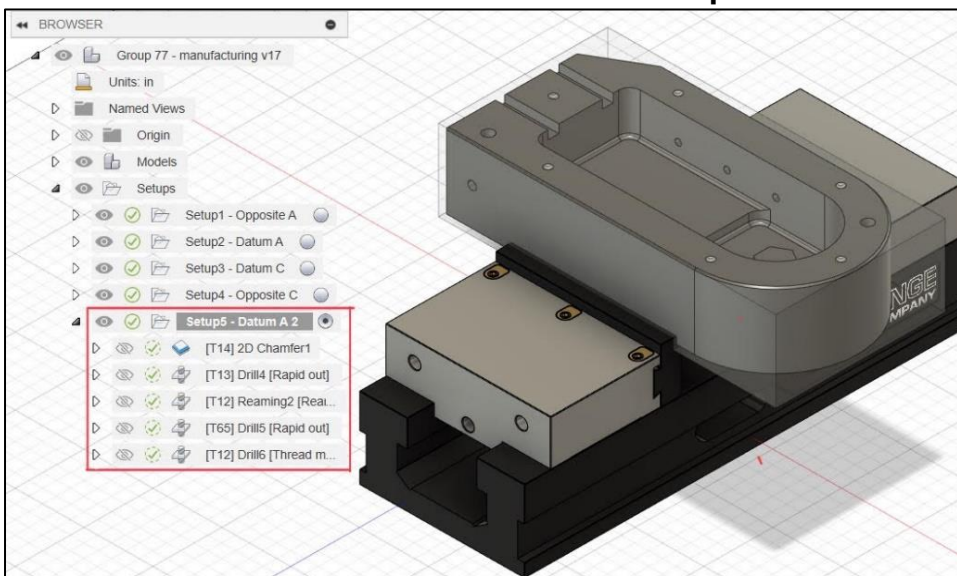 BROWSER
Group 77 - manufacturing v17
Units: in
Named Views
Origin
Models
Setups
Setup1 - Opposite A
Setup2 - Datum A
Setup3 - Datum C
Setup4 - Opposite C
Setup5 - Datum A 2
[T14] 2D Chamfer1
[T13] Drill4 [Rapid out]
[T12] Reaming2 [Rea...
[T65] Drill5 [Rapid out]
[T12] Drill6 [Thread m...
NGE
MPANY